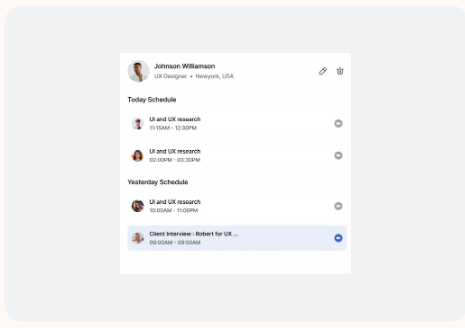 Johnson Williamson
UX Designer • Newyork, USA
Today Schedule
UI and UX research
11:15AM - 12:30PM
UI and UX research
02:00PM - 03:30PM
Yesterday Schedule
UI and UX research
10:00AM - 11:00PM
Client Interview : Robert for UX ...
09:00AM - 09:50AM